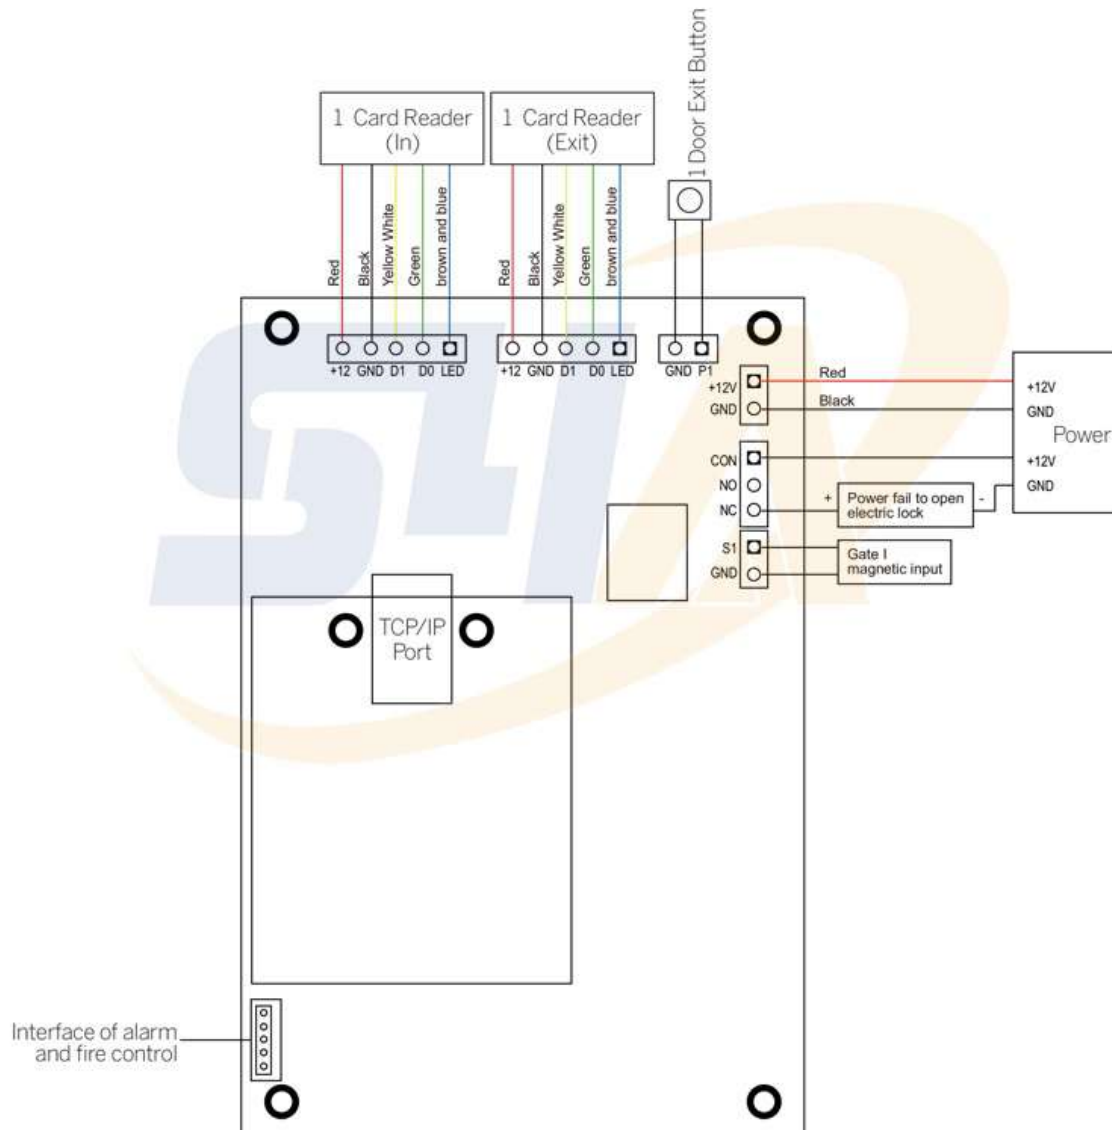 1 Door Exit Button
1 Card Reader
(In)
1 Card Reader
(Exit)
Red
Black
Yellow White
Green
brown and blue
Red
Black
Yellow White
Green
brown and blue
+12 GND D1 D0 LED
+12 GND D1 D0 LED
GND P1
+12V
Red
+12V
GND
Black
GND
Power
CON
+12V
NO
GND
NC
+
Power fail to open
electric lock
-
S1
GND
Gate I
magnetic input
TCP/IP
Port
Interface of alarm
and fire control
S4A